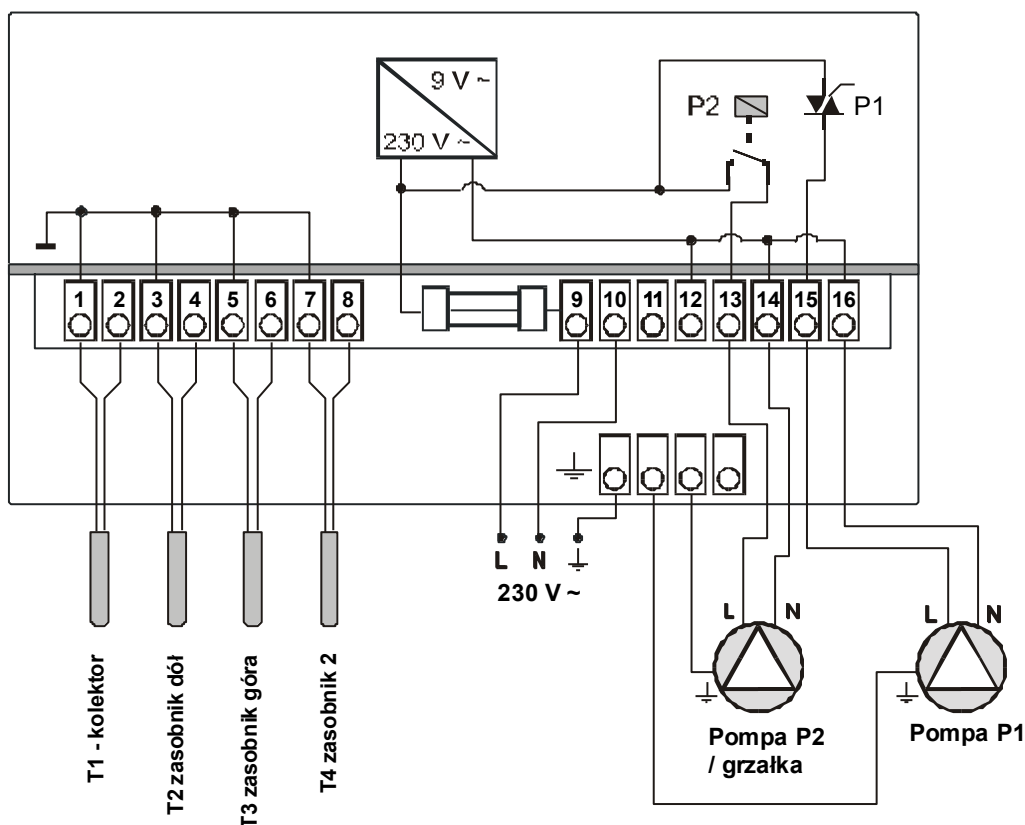 9 V ~
230 V ~
P2
P1
1 2 3 4 5 6 7 8
9 10 11 12 13 14 15 16
L N
230 V ~
L N
L N
T1 - kolektor
T2 zasobnik dół
T3 zasobnik góra
T4 zasobnik 2
Pompa P2
/ grzałka
Pompa P1